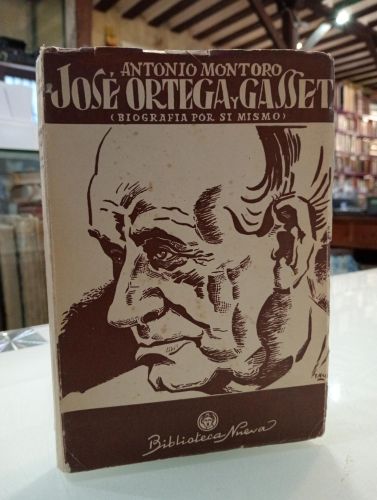 ANTONIO MONTORO
JOSÉ ORTEGA Y GASSET
(BIOGRAFIA POR SI MISMO)
Biblioteca Nueva